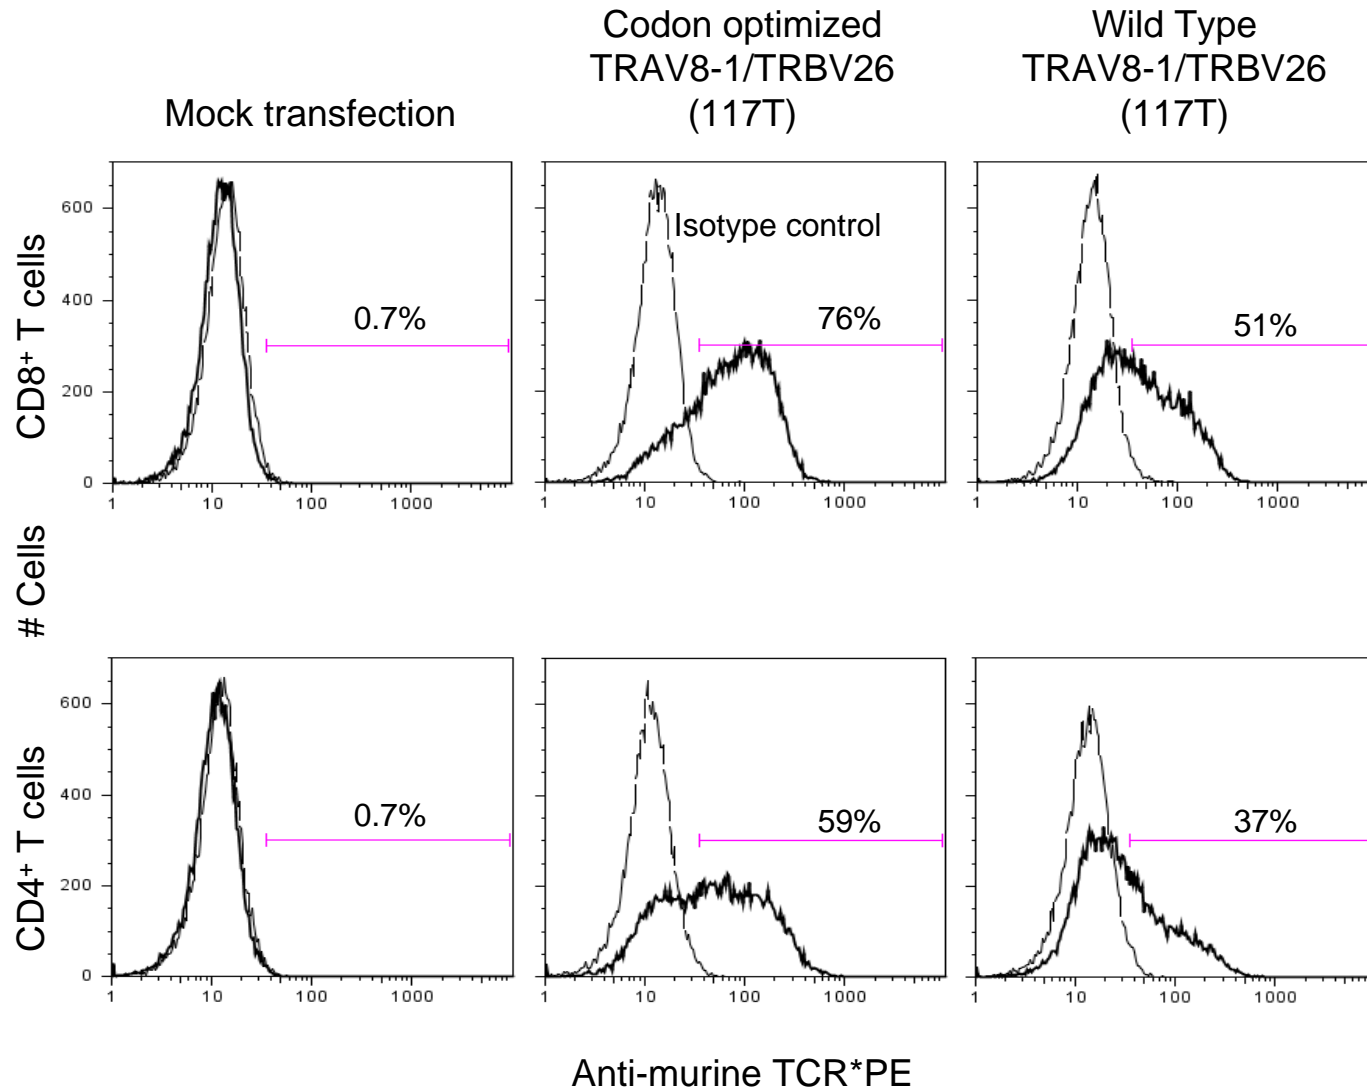 Codon optimized
TRAV8-1/TRBV26
(117T)
Wild Type
TRAV8-1/TRBV26
(117T)
Mock transfection
CD8+ T cells
600
400
200
0
0.7%
1 10 100 1000
Isotype control
76%
1 10 100 1000
51%
1 10 100 1000
# Cells
CD4+ T cells
600
400
200
0
0.7%
1 10 100 1000
59%
1 10 100 1000
37%
1 10 100 1000
Anti-murine TCR*PE